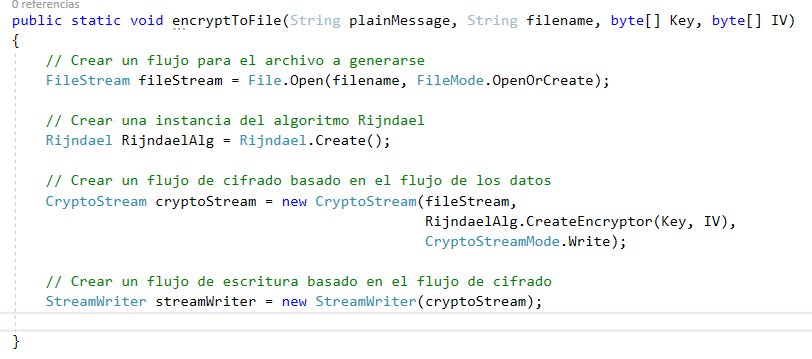 0 referencias
public static void encryptToFile(String plainMessage, String filename, byte[] Key, byte[] IV)
{
// Crear un flujo para el archivo a generarse
FileStream fileStream = File.Open(filename, FileMode.OpenOrCreate);
// Crear una instancia del algoritmo Rijndael
Rijndael RijndaelAlg = Rijndael.Create();
// Crear un flujo de cifrado basado en el flujo de los datos
CryptoStream cryptoStream = new CryptoStream(fileStream,
RijndaelAlg.CreateEncryptor(Key, IV),
CryptoStreamMode.Write);
// Crear un flujo de escritura basado en el flujo de cifrado
StreamWriter streamWriter = new StreamWriter(cryptoStream);
}